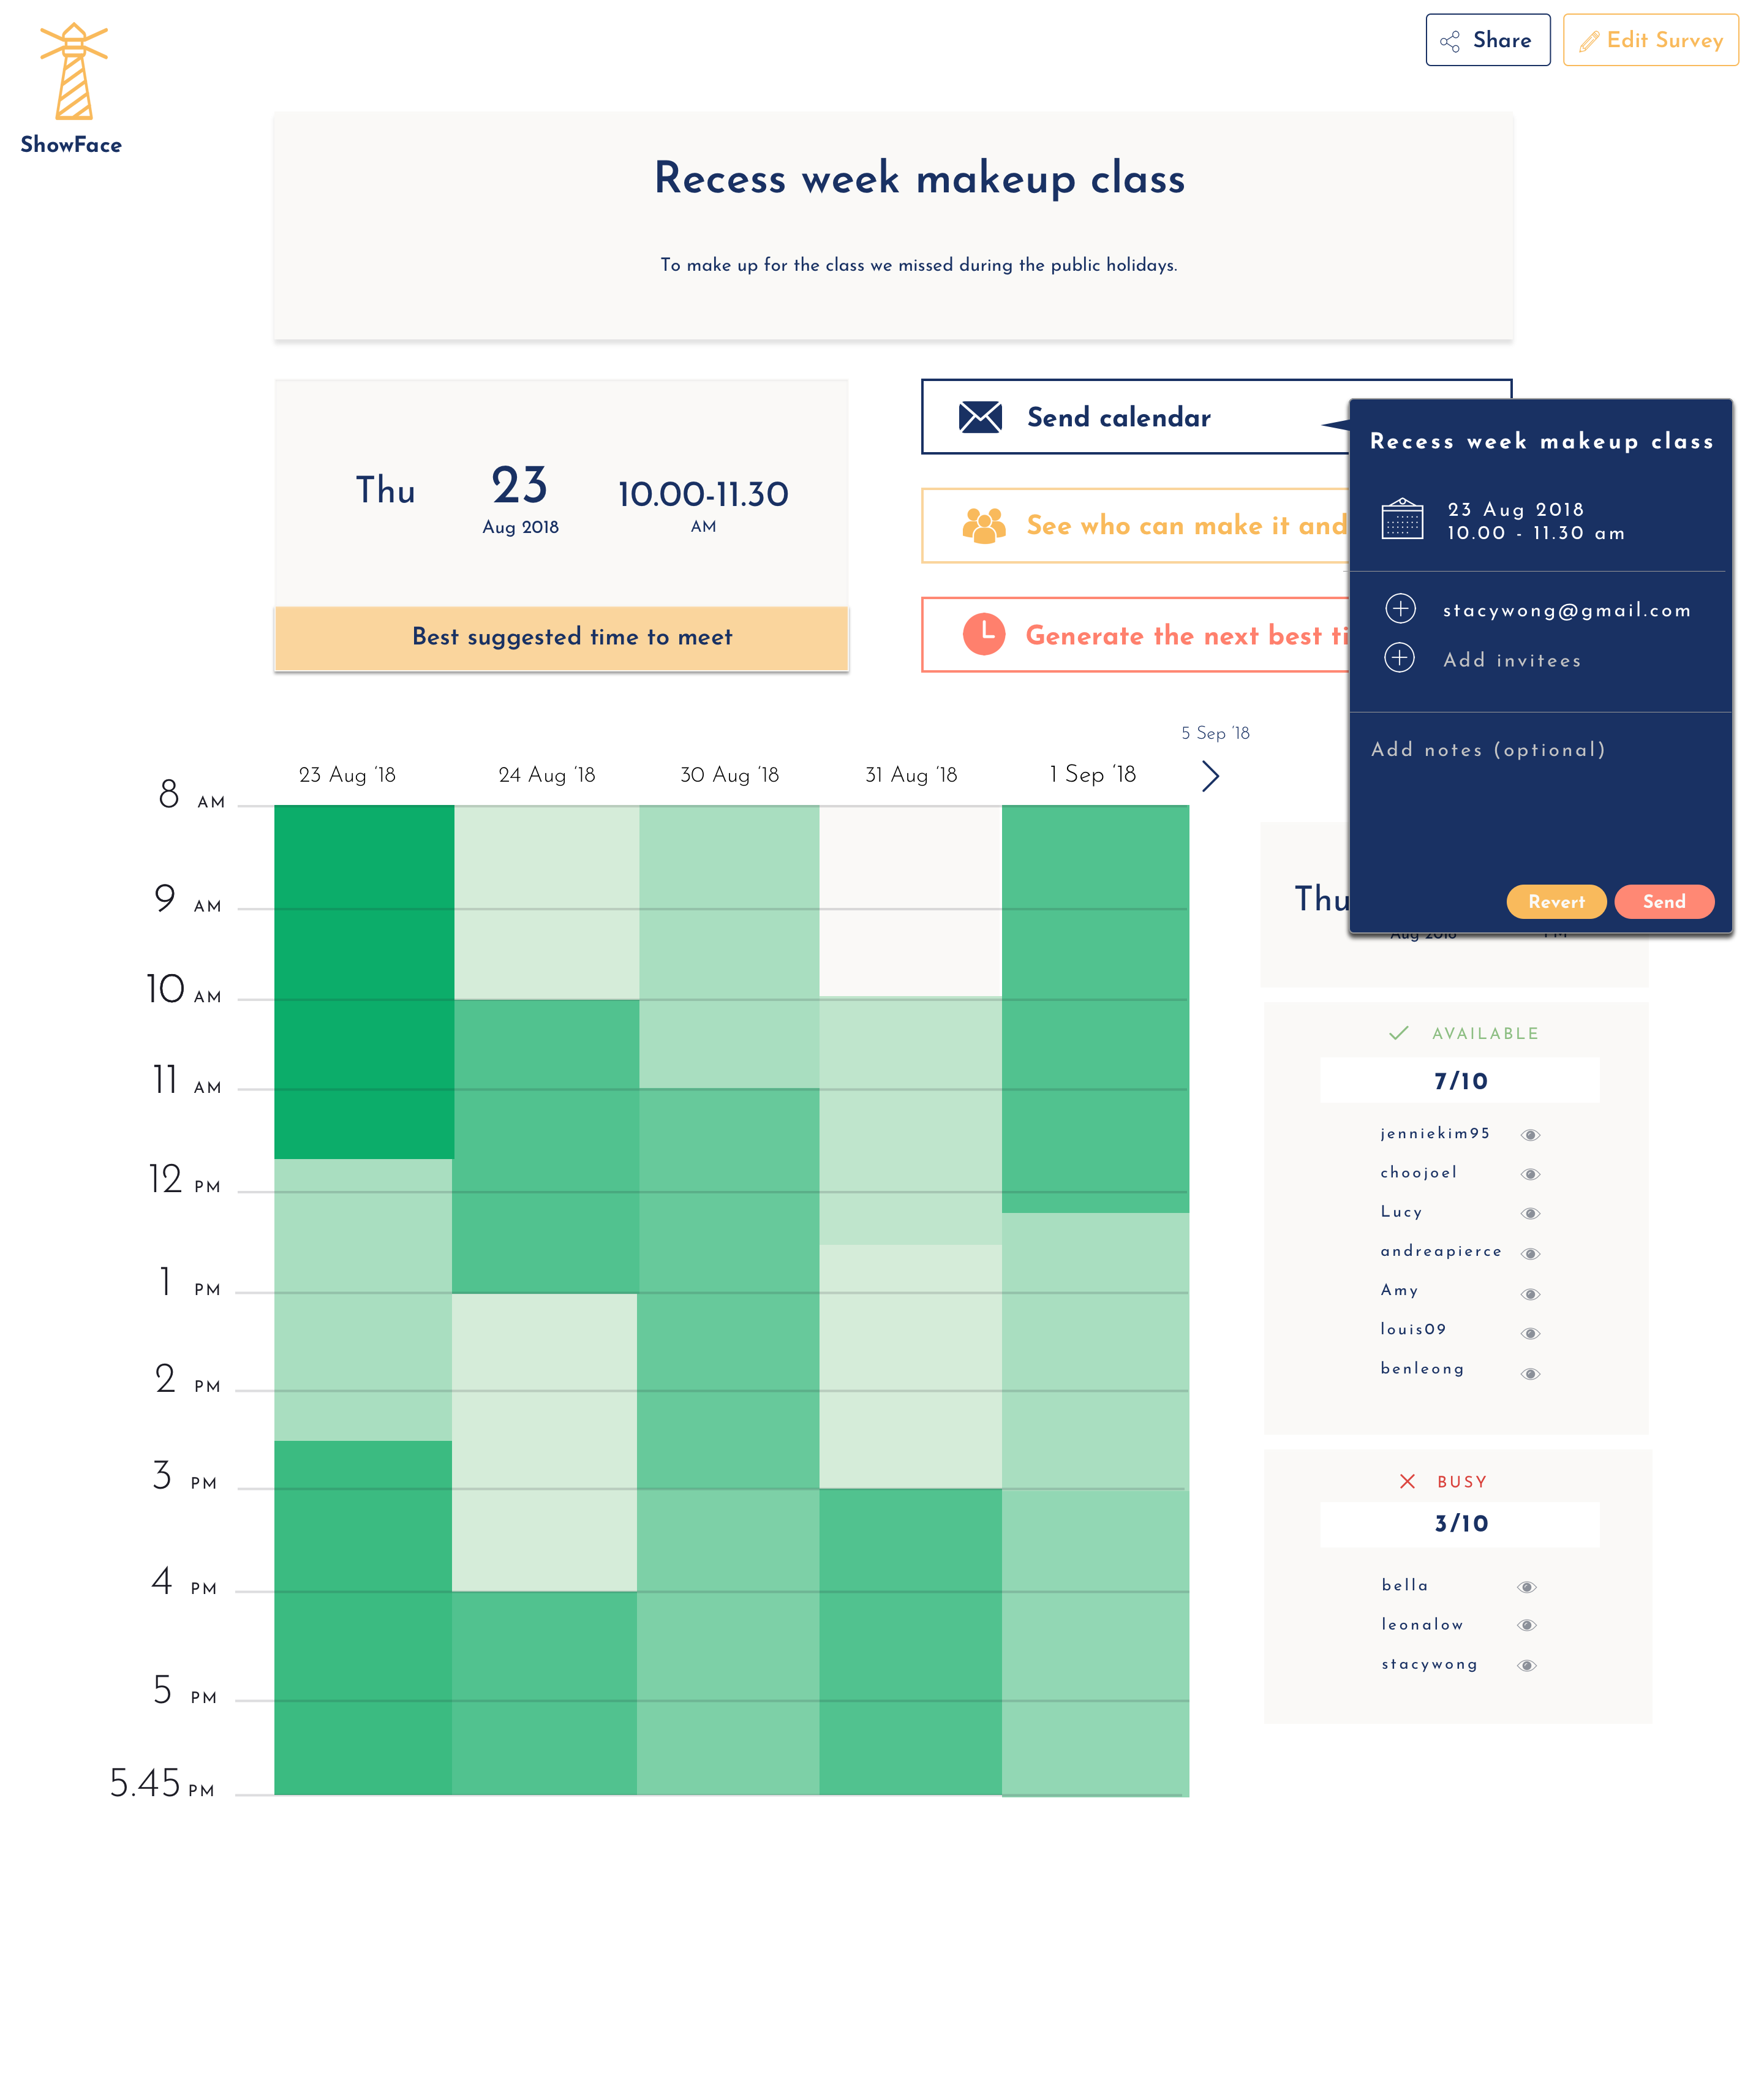 Share
Edit Survey
ShowFace
Recess week makeup class
To make up for the class we missed during the public holidays.
Thu
23
Aug 2018
10.00-11.30
AM
Best suggested time to meet
Send calendar
See who can make it and
Generate the next best ti
Recess week makeup class
23 Aug 2018
10.00 - 11.30 am
stacywong@gmail.com
Add invitees
Add notes (optional)
Revert
Send
5 Sep '18
23 Aug '18
24 Aug '18
30 Aug '18
31 Aug '18
1 Sep '18
8 AM
9 AM
10 AM
11 AM
12 PM
1 PM
2 PM
3 PM
4 PM
5 PM
5.45 PM
Thu
Aug 2018
PM
AVAILABLE
7/10
jenniekim95
choojoel
Lucy
andreapierce
Amy
louis09
benleong
BUSY
3/10
bella
leonalow
stacywong